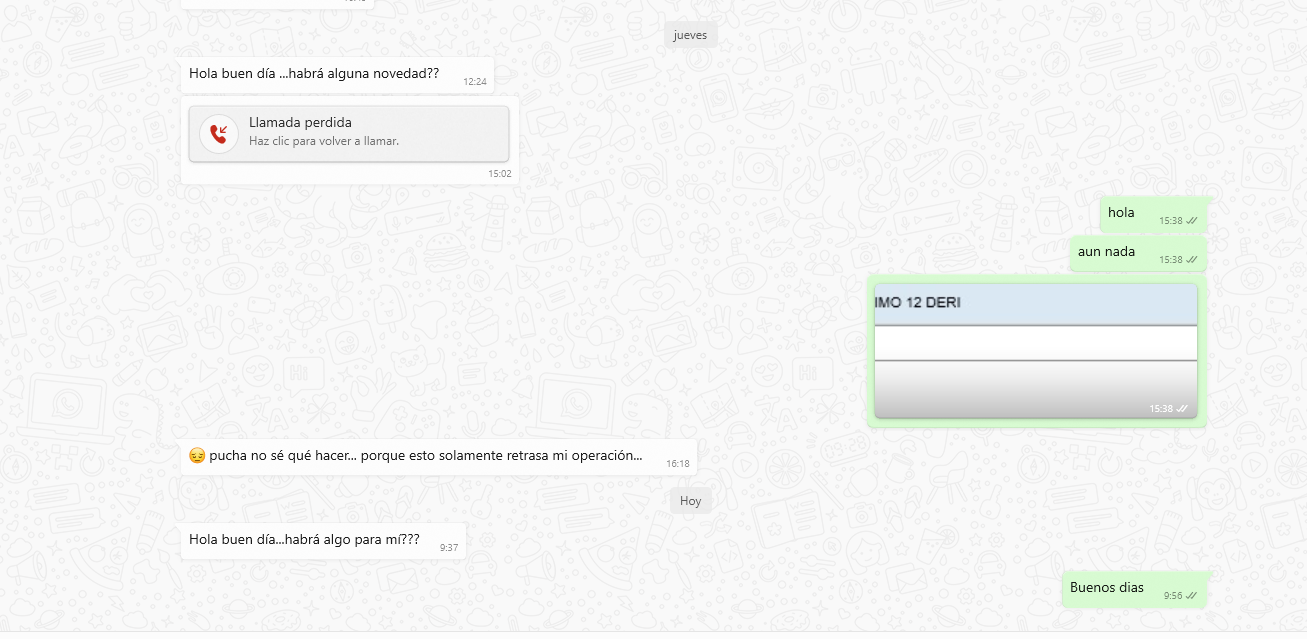 jueves
Hola buen día ...habrá alguna novedad??
12:24
Llamada perdida
Haz clic para volver a llamar.
15:02
hola
15:38
aun nada
15:38
IMO 12 DERI
15:38
😔 pucha no sé qué hacer... porque esto solamente retrasa mi operación...
16:18
Hoy
Hola buen día...habrá algo para mí???
9:37
Buenos dias
9:56